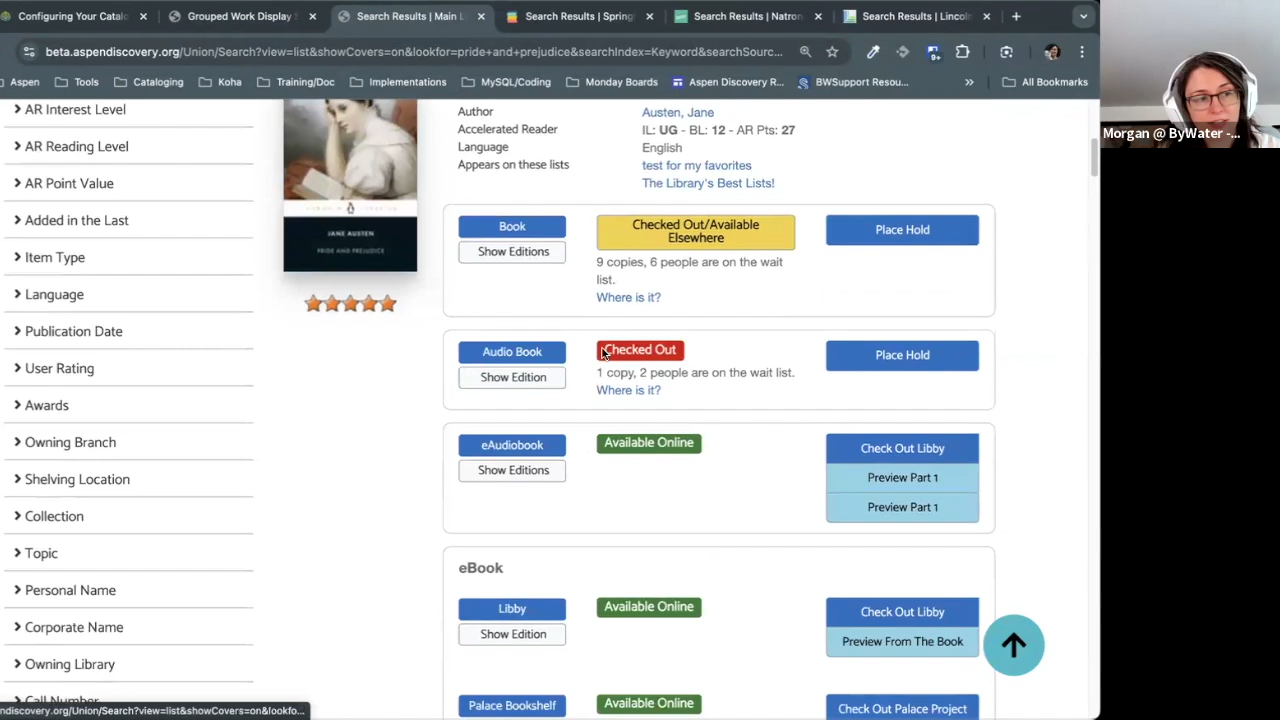 Configuring Your Catalo
Grouped Work Display S
Search Results | Main L
Search Results | Spring
Search Results | Natron
Search Results | Lincoln
beta.aspendiscovery.org/Union/Search?view=list&showCovers=on&lookfor=pride+and+prejudice&searchIndex=Keyword&searchSourc...
9+
Aspen
Tools
Cataloging
Koha
Training/Doc
Implementations
MySQL/Coding
Monday Boards
Aspen Discovery R...
BWSupport Resou...
»
All Bookmarks
Morgan @ ByWater -...
AR Interest Level
AR Reading Level
AR Point Value
Added in the Last
Item Type
Language
Publication Date
User Rating
Awards
Owning Branch
Shelving Location
Collection
Topic
Personal Name
Corporate Name
Owning Library
Call Number
ndiscovery.org/Union/Search?view=list&showCovers=on&lookfo...
JANE AUSTEN
PRIDE AND PREJUDICE
Author
Austen, Jane
Accelerated Reader
IL: UG - BL: 12 - AR Pts: 27
Language
English
Appears on these lists
test for my favorites
The Library's Best Lists!
Book
Show Editions
Checked Out/Available
Elsewhere
9 copies, 6 people are on the wait
list.
Where is it?
Place Hold
Audio Book
Show Edition
Checked Out
1 copy, 2 people are on the wait list.
Where is it?
Place Hold
eAudiobook
Show Editions
Available Online
Check Out Libby
Preview Part 1
Preview Part 1
eBook
Libby
Show Edition
Available Online
Check Out Libby
Preview From The Book
Palace Bookshelf
Available Online
Check Out Palace Project